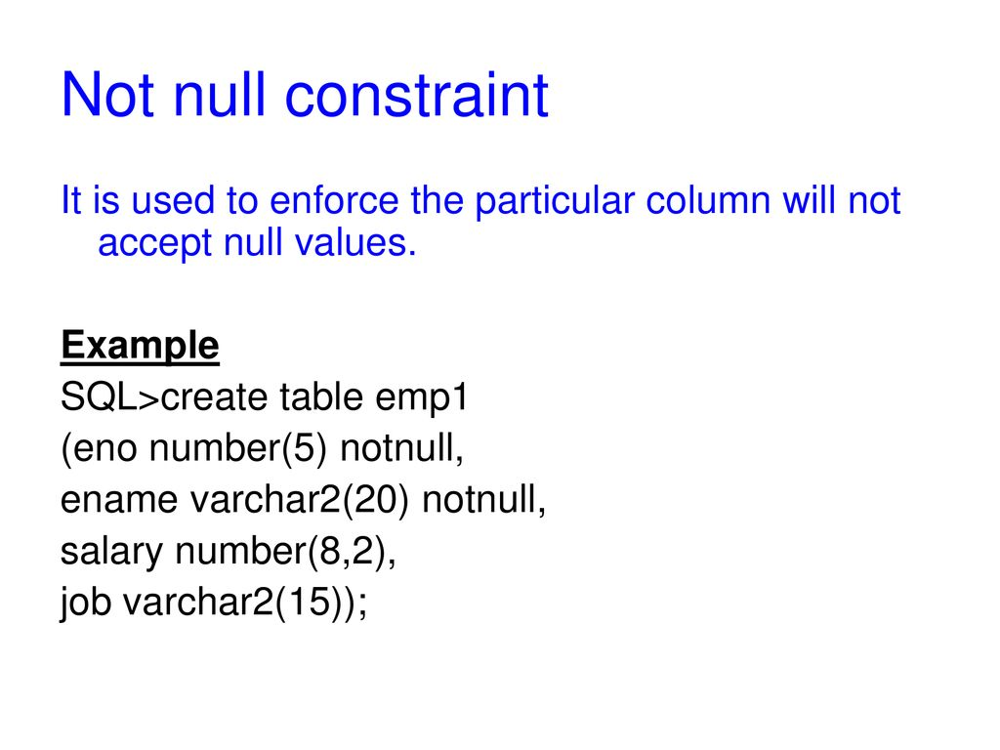 Not null constraint
It is used to enforce the particular column will not
accept null values.
Example
SQL>create table emp1
(eno number(5) notnull,
ename varchar2(20) notnull,
salary number(8,2),
job varchar2(15));